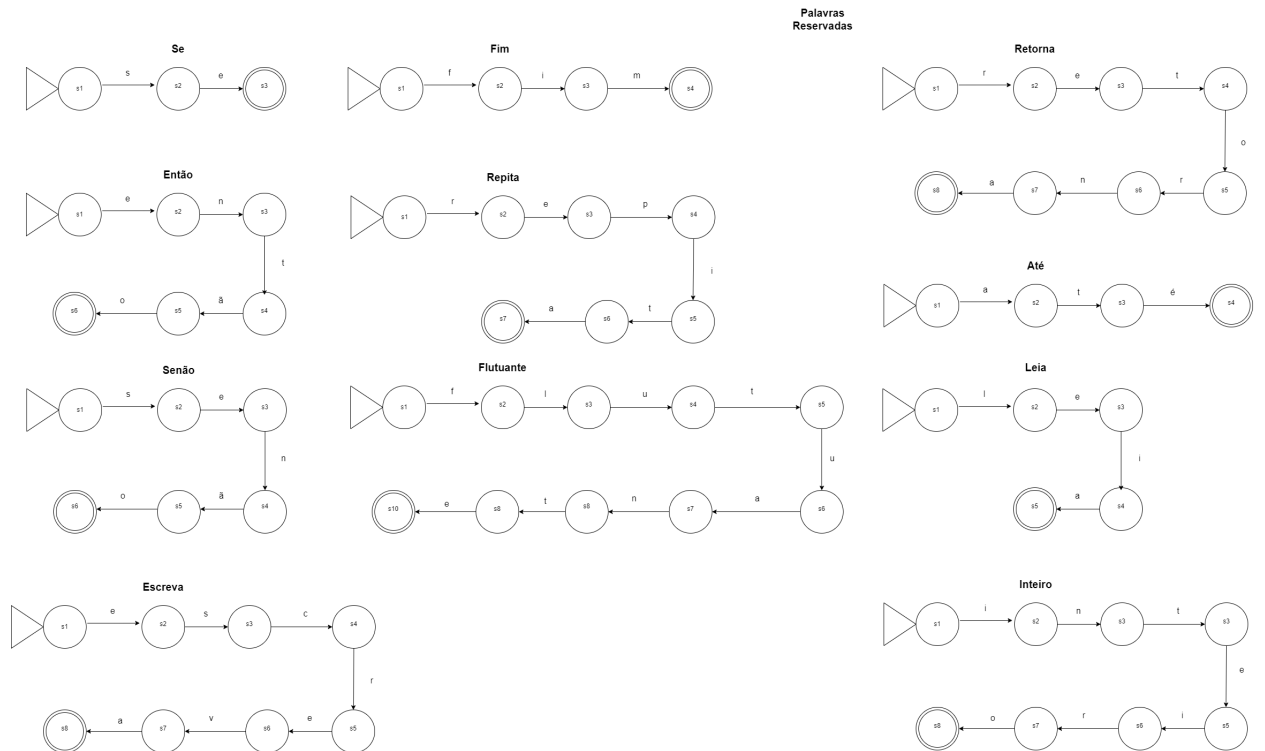 Palavras
Reservadas
Se
s1 s s2 e s3
Fim
s1 f s2 i s3 m s4
Retorna
s1 r s2 e s3 t s4
o
s8 a s7 n s6 r s5
Então
s1 e s2 n s3
t
s6 o s5 ã s4
Repita
s1 r s2 e s3 p s4
i
s7 a s6 t s5
Até
s1 a s2 t s3 é s4
Senão
s1 s s2 e s3
n
s6 o s5 ã s4
Flutuante
s1 f s2 l s3 u s4 t s5
u
s10 e s8 t s8 n s7 a s6
Leia
s1 l s2 e s3
i
s5 a s4
Escreva
s1 e s2 s s3 c s4
r
s8 a s7 v s6 e s5
Inteiro
s1 i s2 n s3 t s3
e
s8 o s7 r s6 i s5